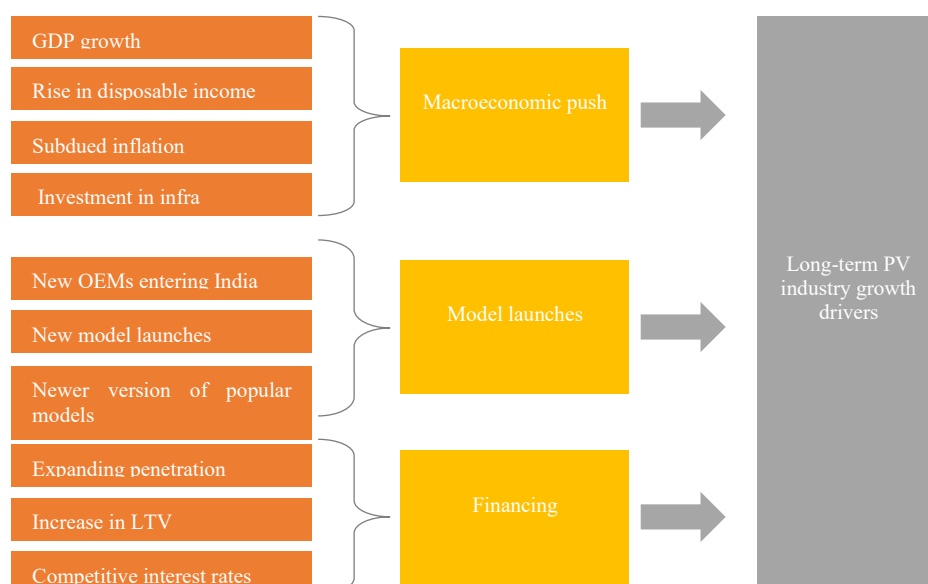 GDP growth
Rise in disposable income
Subdued inflation
Investment in infra
Macroeconomic push
New OEMs entering India
New model launches
Newer version of popular
models
Model launches
Expanding penetration
Increase in LTV
Competitive interest rates
Financing
Long-term PV
industry growth
drivers